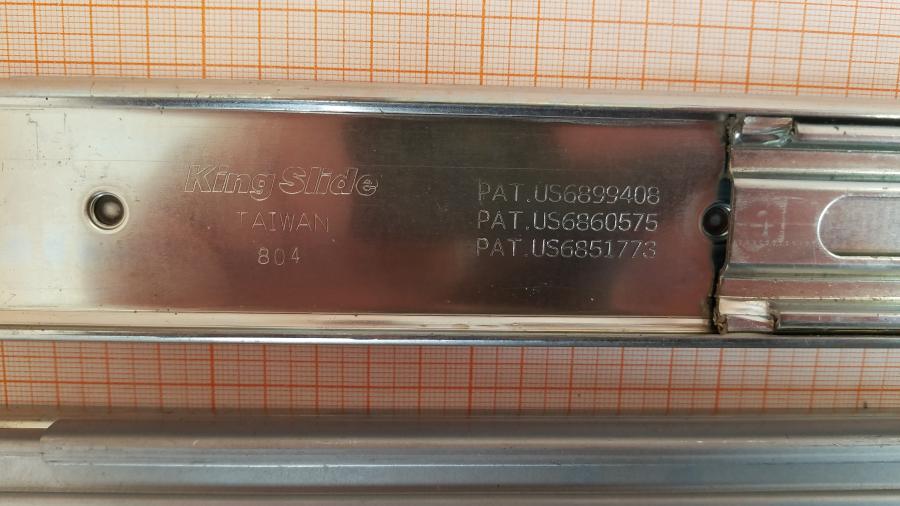 King Slide
TAIWAN
804
PAT.US6899408
PAT.US6860575
PAT.US6851773